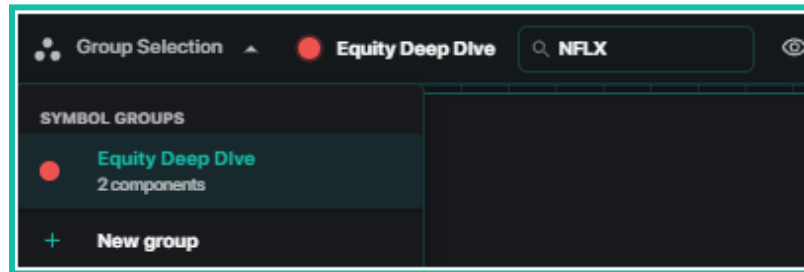 Group Selection Equity Deep DIve NFLX
SYMBOL GROUPS
Equity Deep DIve
2 components
+ New group